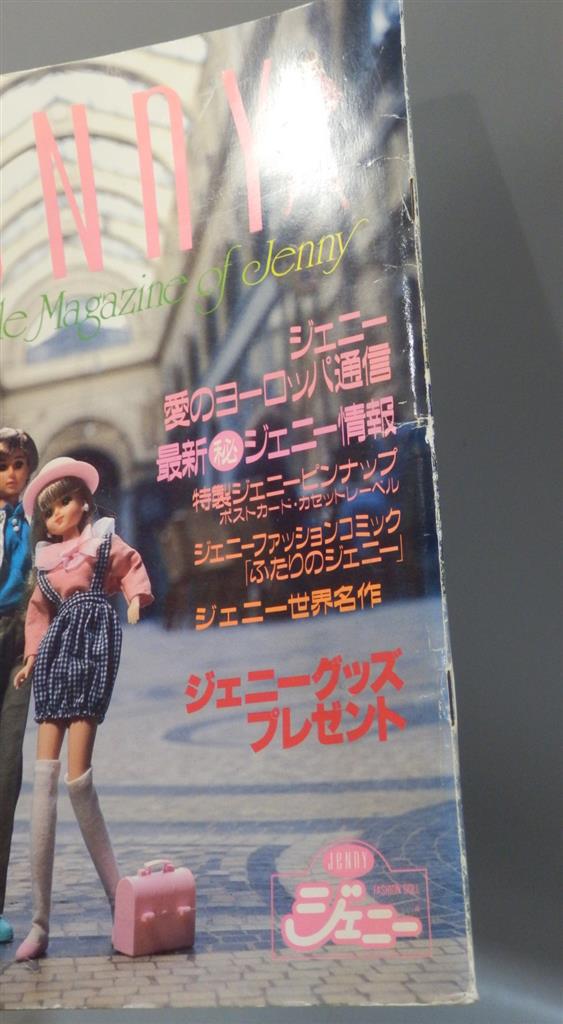 NNY
le Magazine of Jenny
ジェニー
愛のヨーロッパ通信
最新㊙ジェニー情報
特製ジェニーピンナップ
ポストカード・カセットレーベル
ジェニーファッションコミック
「ふたりのジェニー」
ジェニー世界名作
ジェニーグッズ
プレゼント
JENNY
FASHION DOLL
ジェニー